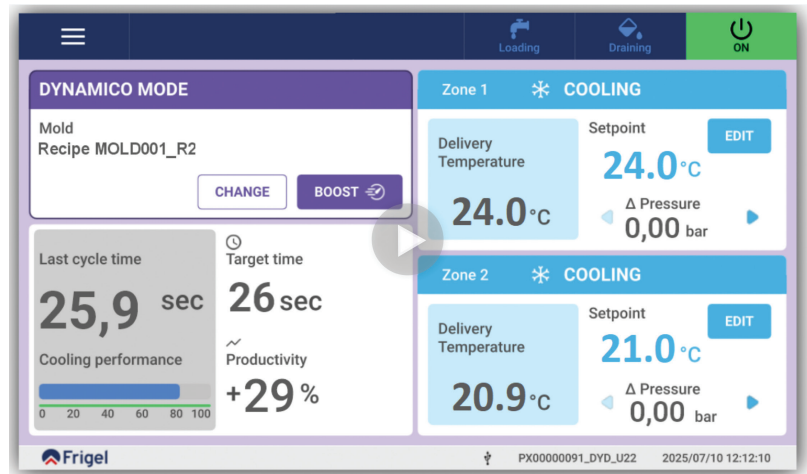 Loading
Draining
ON
DYNAMICO MODE
Mold
Recipe MOLD001_R2
CHANGE
BOOST
Last cycle time
25,9 sec
Cooling performance
0 20 40 60 80 100
Target time
26 sec
Productivity
+29 %
Zone 1 COOLING
Delivery
Temperature
24.0 °C
Setpoint
EDIT
24.0 °C
Δ Pressure
0,00 bar
Zone 2 COOLING
Delivery
Temperature
20.9 °C
Setpoint
EDIT
21.0 °C
Δ Pressure
0,00 bar
Frigel
PX00000091_DYD_U22 2025/07/10 12:12:10